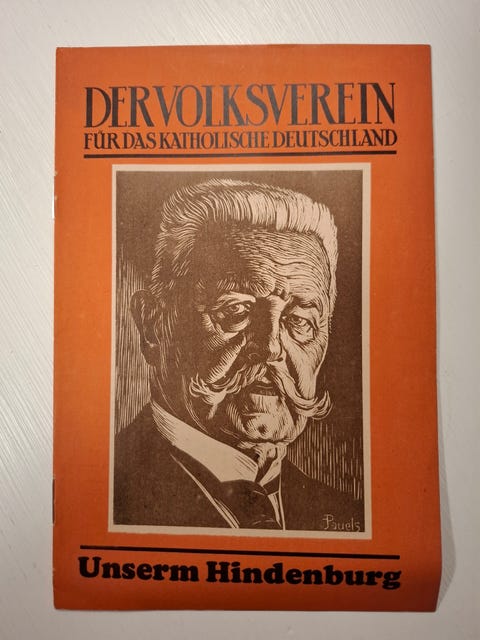 DER VOLKSVEREIN
FÜR DAS KATHOLISCHE DEUTSCHLAND
Pauels
Unserm Hindenburg